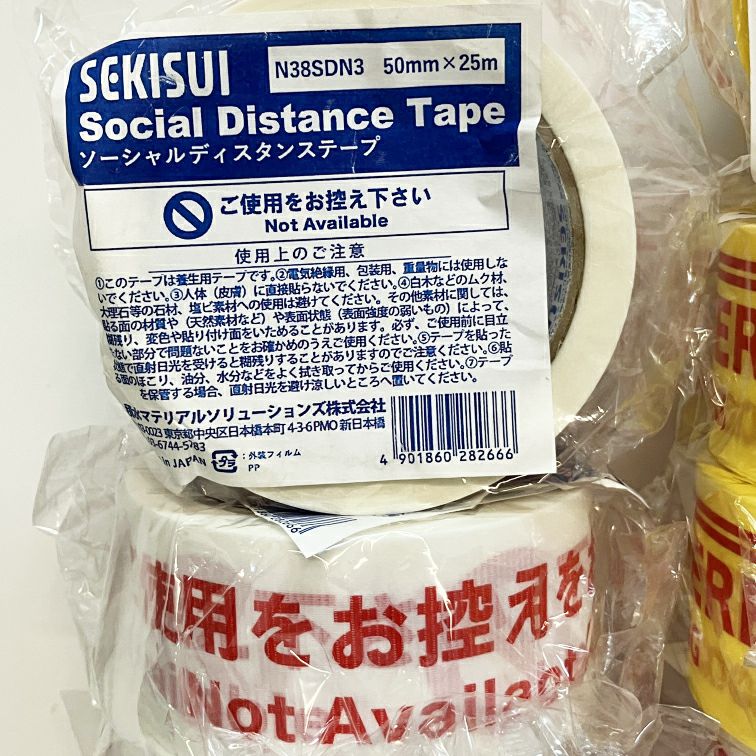 SEKISUI
N38SDN3 50mm×25m
Social Distance Tape
ソーシャルディスタンステープ
ご使用をお控え下さい
Not Available
使用上のご注意
①このテープは養生用テープです。②電気絶縁用、包装用、重量物には使用しな
いでください。③人体（皮膚）に直接貼らないでください。④白木などのムク材、
大理石等の石材、塩ビ素材への使用は避けてください。その他素材に関しては、
貼る面の材質や（天然素材など）や表面状態（表面強度の弱いもの）によって、
糊残り、変色や貼り付け面をいためることがあります。必ず、ご使用前に目立
たない部分で問題ないことをお確かめのうえご使用ください。⑤テープを貼った
状態で直射日光を受けると糊残りすることがありますのでご注意ください。⑥貼
る面のほこり、油分、水分などをよく拭き取ってからご使用ください。⑦テープ
を保管する場合、直射日光を避け涼しいところへ置いてください。
水マテリアルソリューションズ株式会社
-0023 東京都中央区日本橋本町 4-3-6 PMO 新日本橋
-6744-5783
in JAPAN
プラ
：外装フィルム
PP
4 901860 282666
使用をお控えを
Not Availa
ER
ER